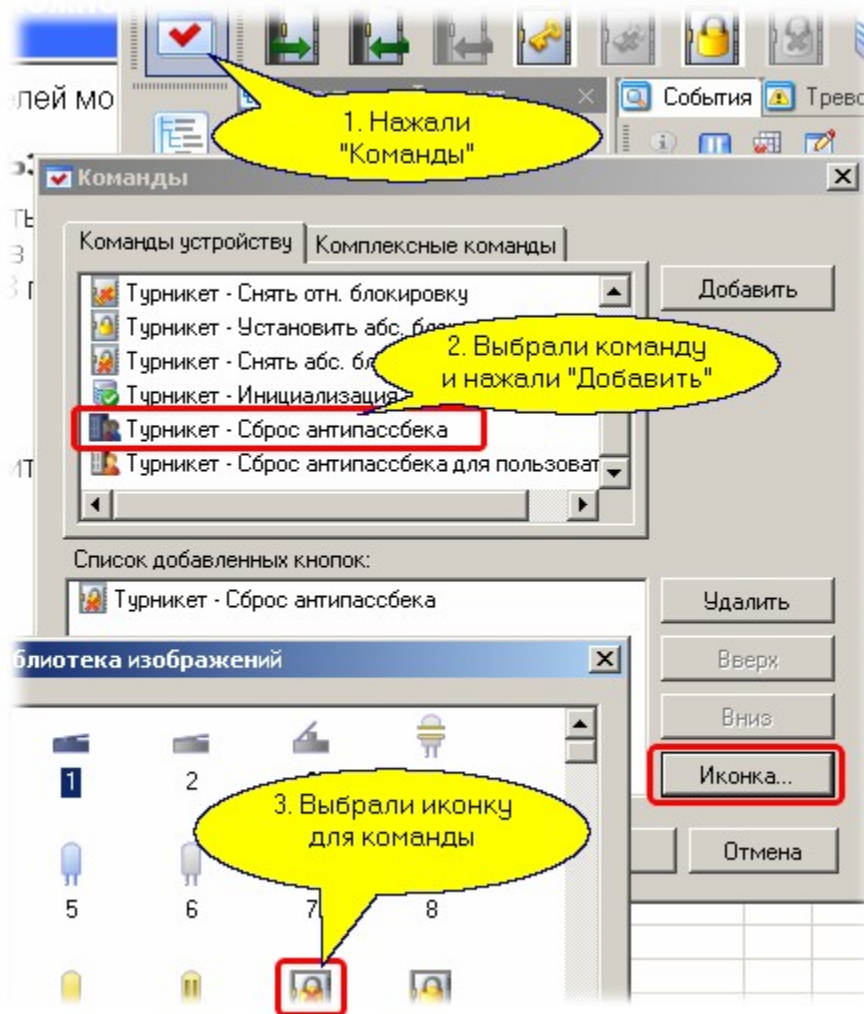 лей мо
События
Трево
1. Нажали
"Команды"
Команды
Команды устройству
Комплексные команды
Турникет - Снять отн. блокировку
Добавить
Турникет - Установить абс.
Турникет - Снять абс.
2. Выбрали команду
и нажали "Добавить"
Турникет - Инициализация
Турникет - Сброс антипассбека
Турникет - Сброс антипассбека для пользоват
Список добавленных кнопок:
Турникет - Сброс антипассбека
Удалить
блиотека изображений
Вверх
Вниз
1
2
Иконка...
3. Выбрали иконку
для команды
Отмена
5
6
7
8